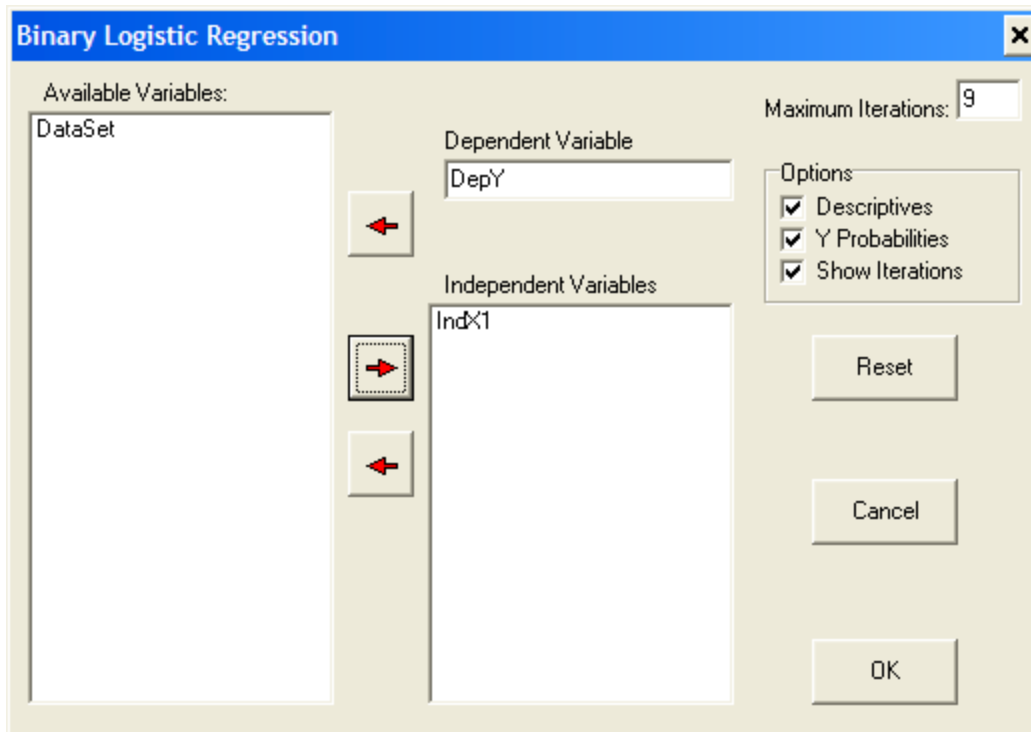 Binary Logistic Regression
Available Variables:
DataSet
Dependent Variable
DepY
Independent Variables
IndX1
Maximum Iterations: 9
Options
Descriptives
Y Probabilities
Show Iterations
Reset
Cancel
OK